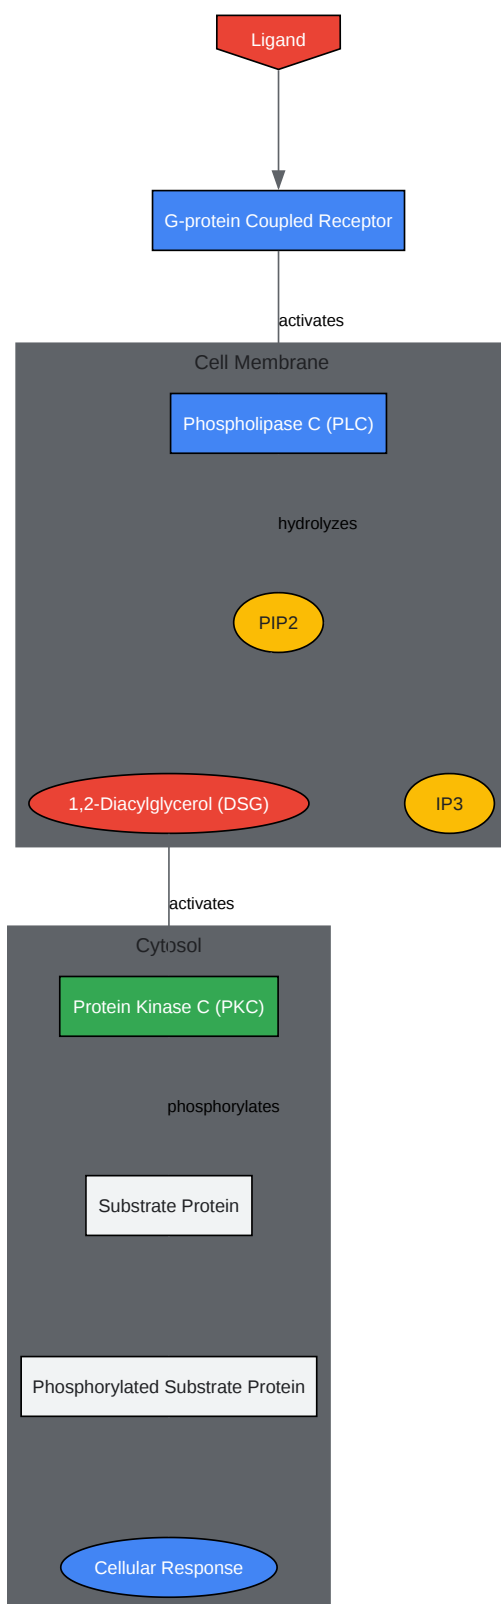 Ligand
G-protein Coupled Receptor
activates
Cell Membrane
Phospholipase C (PLC)
hydrolyzes
PIP2
1,2-Diacylglycerol (DSG)
IP3
activates
Cytosol
Protein Kinase C (PKC)
phosphorylates
Substrate Protein
Phosphorylated Substrate Protein
Cellular Response